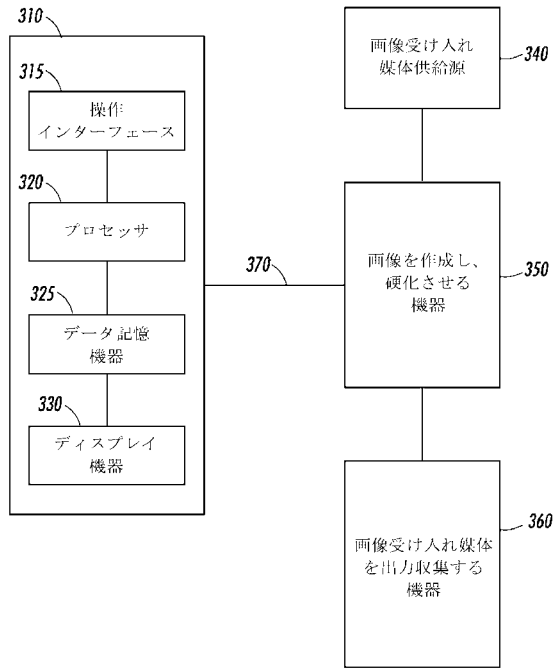 310
315
操作
インターフェース
320
プロセッサ
325
データ記憶
機器
330
ディスプレイ
機器
370
画像受け入れ
媒体供給源
340
画像を作成し、
硬化させる
機器
350
画像受け入れ媒体
を出力収集する
機器
360